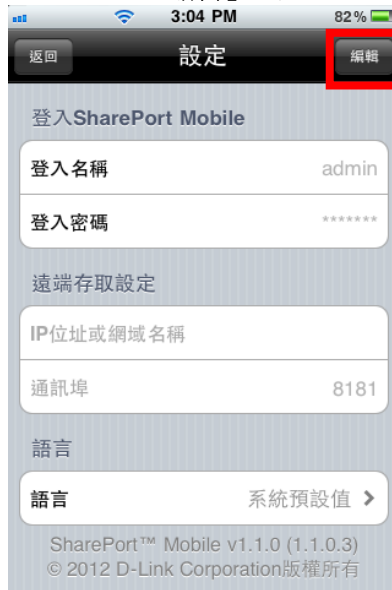 3:04 PM 82%
返回 設定 編輯
登入SharePort Mobile
登入名稱 admin
登入密碼 *******
遠端存取設定
IP位址或網域名稱
通訊埠 8181
語言
語言 系統預設值
SharePort™ Mobile v1.1.0 (1.1.0.3)
© 2012 D-Link Corporation版權所有